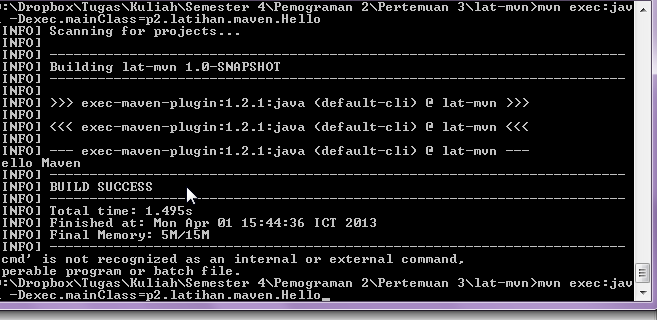 :\Dropbox\Tugas\Kuliah\Semester 4\Pemograman 2\Pertemuan 3\lat-mvn>mvn exec:jav
 -Dexec.mainClass=p2.latihan.maven.Hello
INFO] Scanning for projects...
INFO]
INFO] ------------------------------------------------------------------------
INFO] Building lat-mvn 1.0-SNAPSHOT
INFO] ------------------------------------------------------------------------
INFO]
INFO] >>> exec-maven-plugin:1.2.1:java (default-cli) @ lat-mvn >>>
INFO]
INFO] <<< exec-maven-plugin:1.2.1:java (default-cli) @ lat-mvn <<<
INFO]
INFO] --- exec-maven-plugin:1.2.1:java (default-cli) @ lat-mvn ---
ello Maven
INFO] ------------------------------------------------------------------------
INFO] BUILD SUCCESS
INFO] ------------------------------------------------------------------------
INFO] Total time: 1.495s
INFO] Finished at: Mon Apr 01 15:44:36 ICT 2013
INFO] Final Memory: 5M/15M
INFO] ------------------------------------------------------------------------
cmd' is not recognized as an internal or external command,
perable program or batch file.
:\Dropbox\Tugas\Kuliah\Semester 4\Pemograman 2\Pertemuan 3\lat-mvn>mvn exec:jav
 -Dexec.mainClass=p2.latihan.maven.Hello_